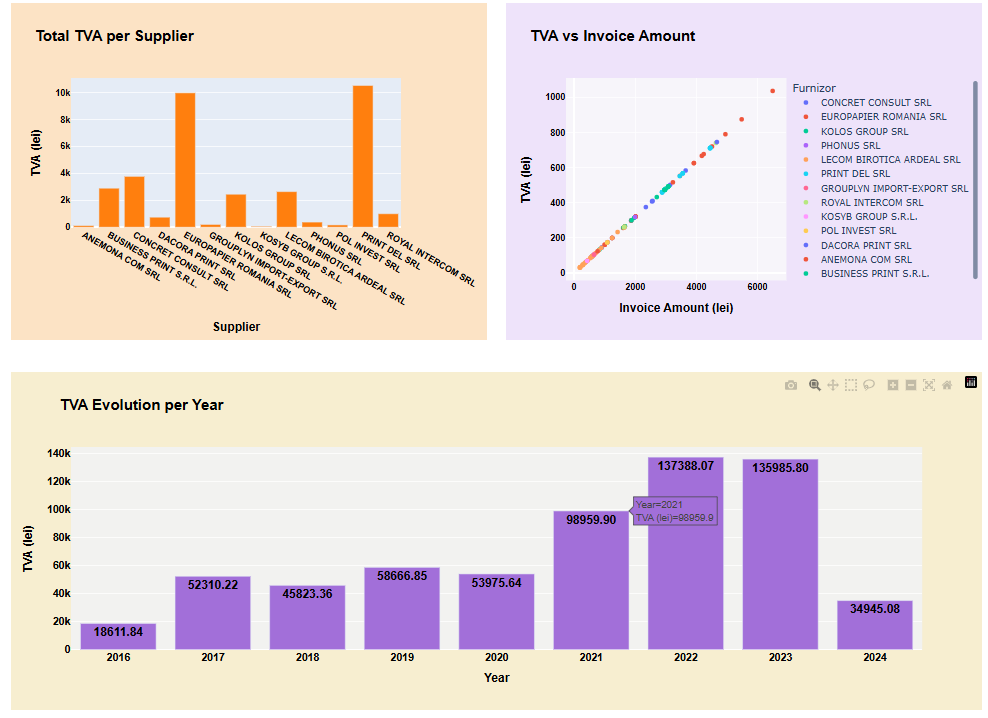 Total TVA per Supplier
TVA (lei)
10k
8k
6k
4k
2k
0
ANEMONA COM SRL
BUSINESS PRINT S.R.L.
CONCRET CONSULT SRL
DACORA PRINT SRL
EUROPAPIER ROMANIA SRL
GROUPLYN IMPORT-EXPORT SRL
KOLOS GROUP SRL
KOSYB GROUP S.R.L.
LECOM BIROTICA ARDEAL SRL
PHONUS SRL
POL INVEST SRL
PRINT DEL SRL
ROYAL INTERCOM SRL
Supplier
TVA vs Invoice Amount
TVA (lei)
1000
800
600
400
200
0
0
2000
4000
6000
Invoice Amount (lei)
Furnizor
CONCRET CONSULT SRL
EUROPAPIER ROMANIA SRL
KOLOS GROUP SRL
PHONUS SRL
LECOM BIROTICA ARDEAL SRL
PRINT DEL SRL
GROUPLYN IMPORT-EXPORT SRL
ROYAL INTERCOM SRL
KOSYB GROUP S.R.L.
POL INVEST SRL
DACORA PRINT SRL
ANEMONA COM SRL
BUSINESS PRINT S.R.L.
TVA Evolution per Year
TVA (lei)
140k
120k
100k
80k
60k
40k
20k
0
18611.84
52310.22
45823.36
58666.85
53975.64
98959.90
137388.07
135985.80
34945.08
Year=2021
TVA (lei)=98959.9
2016
2017
2018
2019
2020
2021
2022
2023
2024
Year